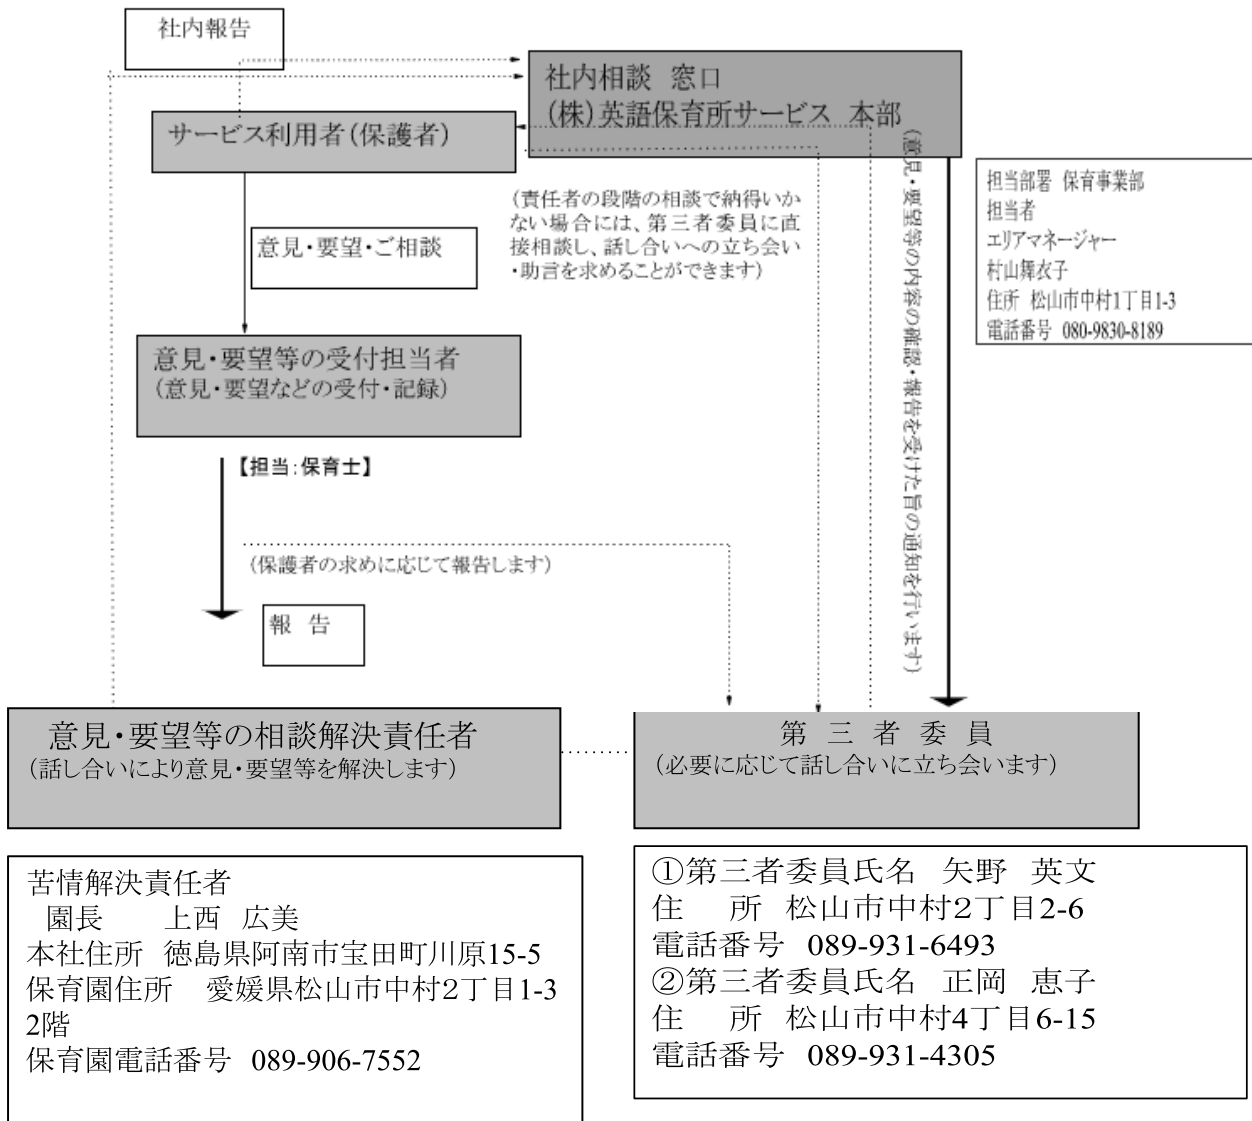 社内報告
社内相談　窓口
(株)英語保育所サービス　本部
サービス利用者(保護者)
(責任者の段階の相談で納得いか
ない場合には、第三者委員に直
接相談し、話し合いへの立ち会い
・助言を求めることができます)
(意見・要望等の内容の確認・報告を受けた旨の通知を行います)
担当部署　保育事業部
担当者
エリアマネージャー
村山舞衣子
住所　松山市中村1丁目1-3
電話番号　080-9830-8189
意見・要望・ご相談
意見・要望等の受付担当者
(意見・要望などの受付・記録)
【担当:保育士】
(保護者の求めに応じて報告します)
報　告
意見・要望等の相談解決責任者
(話し合いにより意見・要望等を解決します)
第　三　者　委　員
(必要に応じて話し合いに立ち会います)
苦情解決責任者
園長　　上西　広美
本社住所　徳島県阿南市宝田町川原15-5
保育園住所　愛媛県松山市中村2丁目1-3
2階
保育園電話番号　089-906-7552
①第三者委員氏名　矢野　英文
住　所　松山市中村2丁目2-6
電話番号　089-931-6493
②第三者委員氏名　正岡　恵子
住　所　松山市中村4丁目6-15
電話番号　089-931-4305